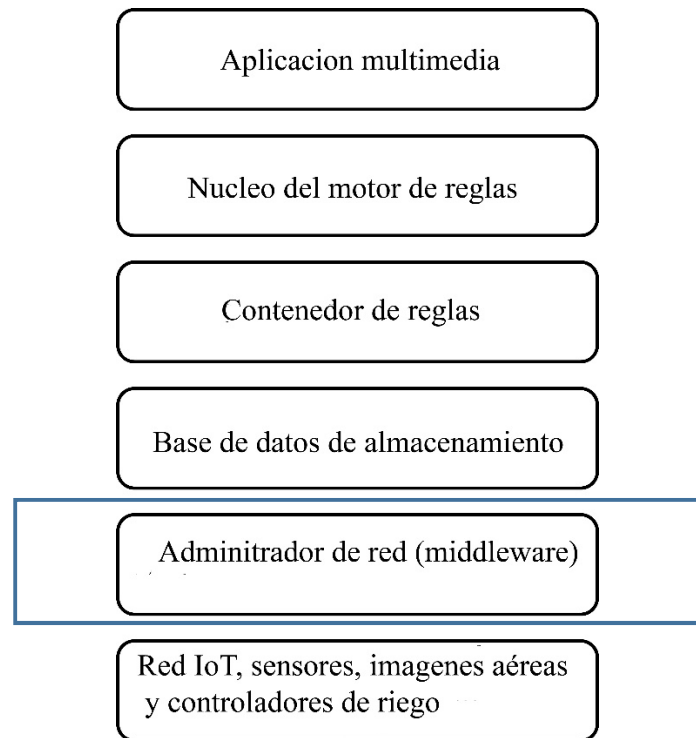 Aplicacion multimedia
Nucleo del motor de reglas
Contenedor de reglas
Base de datos de almacenamiento
Adminitrador de red (middleware)
Red IoT, sensores, imagenes aéreas
y controladores de riego